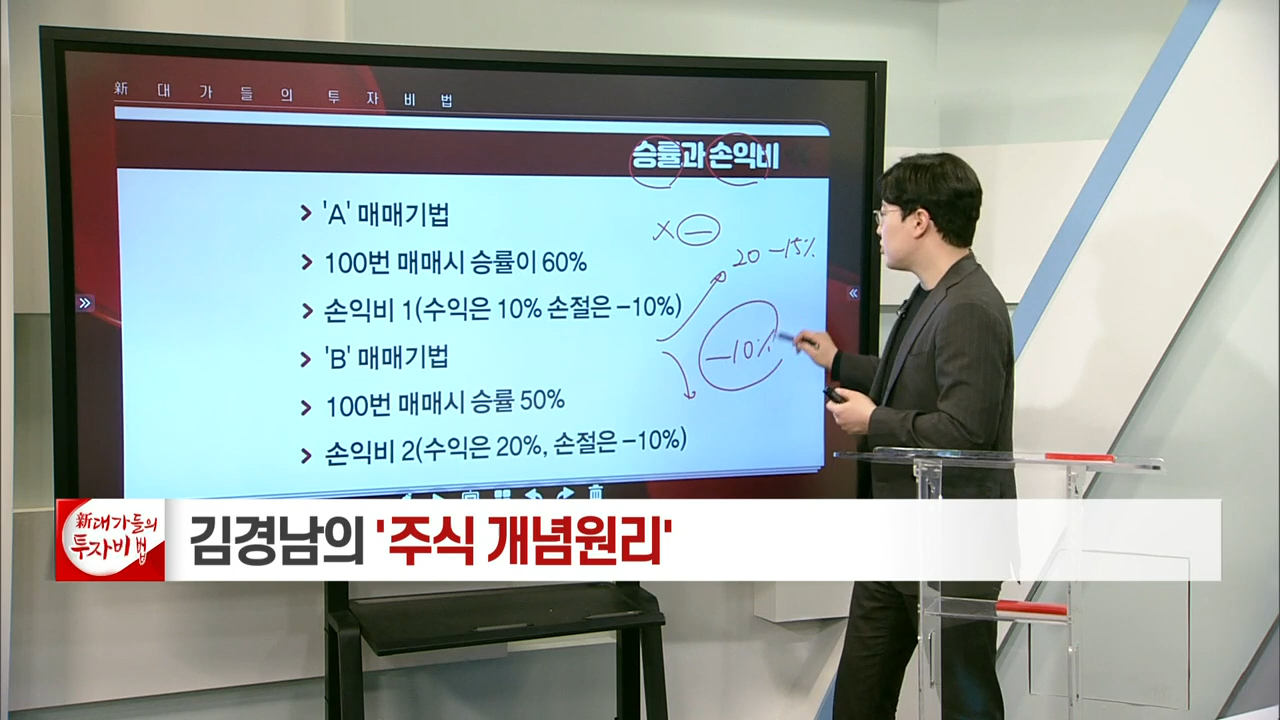 新 대 가 들 의 투 자 비 법
승률과 손익비
'A' 매매기법
100번 매매시 승률이 60%
손익비 1(수익은 10% 손절은 -10%)
'B' 매매기법
100번 매매시 승률 50%
손익비 2(수익은 20%, 손절은 -10%)
× -
20 -15%
-10%
新대가들의
투자비법
김경남의 '주식 개념원리'